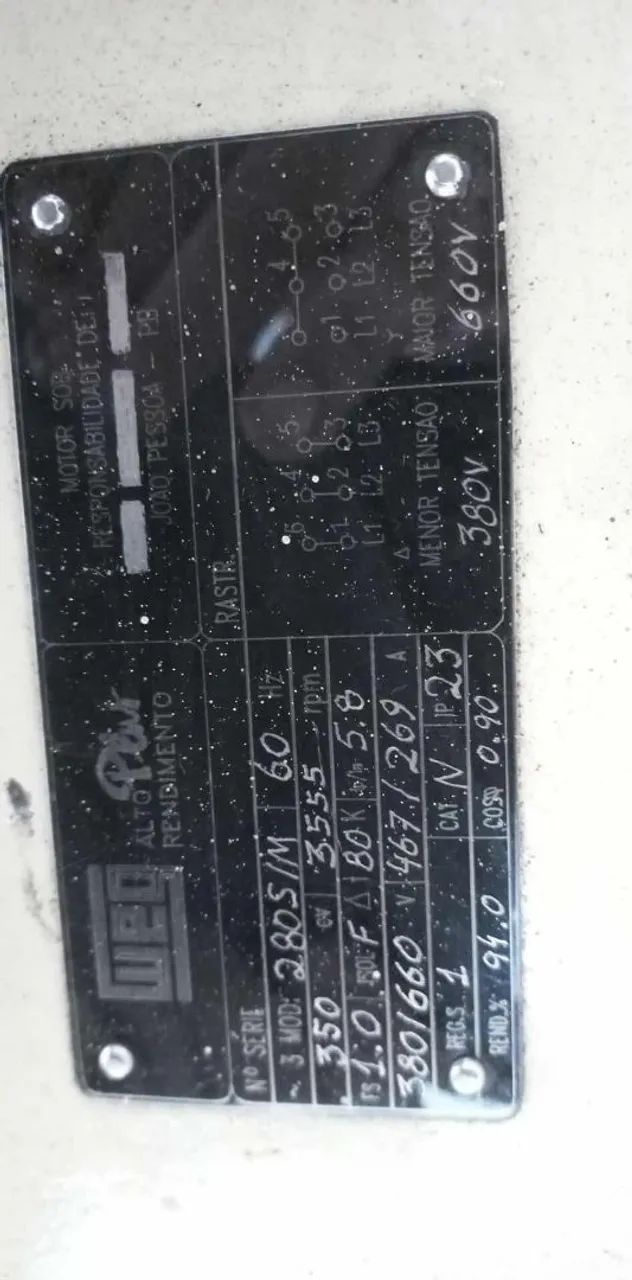 WEG
ALTO Plus
RENDIMENTO
MOTOR SOB
RESPONSABILIDADE DE:
JOÃO PESSOA - PB
Nº SÉRIE
RASTR.
~ 3 MOD: 280S/M 60 Hz
350 CV 3555 rpm.
FS 1.0 ISOL: F Δt 80 K Ip/In 5.8
380/660 V 467/269 A
REG.S 1 CAT. N IP 23
REND.% 94.0 COSφ 0.90
6 4 5
1 2 3
L1 L2 L3
Δ
MENOR TENSÃO
380V
4 5
1 2 3
L1 L2 L3
Y
MAIOR TENSÃO
660V